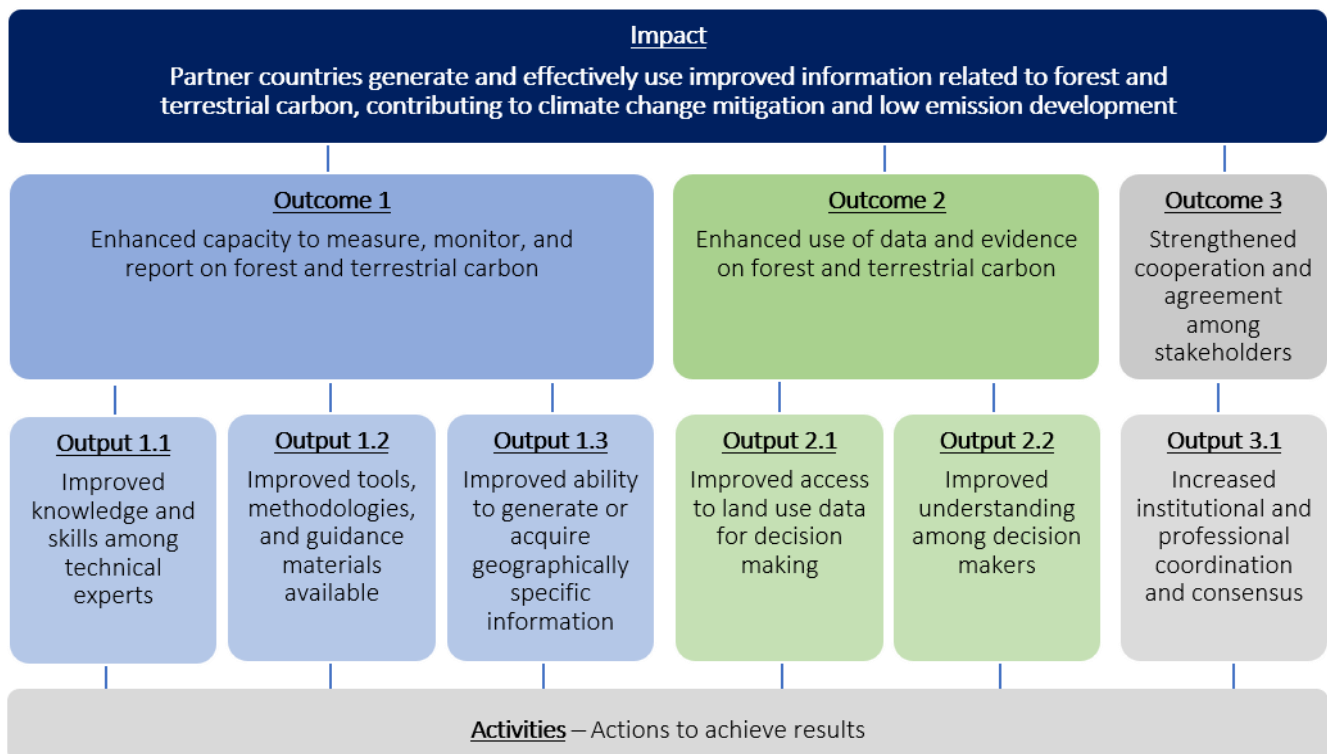 Impact
Partner countries generate and effectively use improved information related to forest and
terrestrial carbon, contributing to climate change mitigation and low emission development
Outcome 1
Enhanced capacity to measure, monitor, and
report on forest and terrestrial carbon
Outcome 2
Enhanced use of data and evidence
on forest and terrestrial carbon
Outcome 3
Strengthened
cooperation and
agreement
among
stakeholders
Output 1.1
Improved
knowledge and
skills among
technical
experts
Output 1.2
Improved tools,
methodologies,
and guidance
materials
available
Output 1.3
Improved ability
to generate or
acquire
geographically
specific
information
Output 2.1
Improved access
to land use data
for decision
making
Output 2.2
Improved
understanding
among decision
makers
Output 3.1
Increased
institutional and
professional
coordination
and consensus
Activities – Actions to achieve results